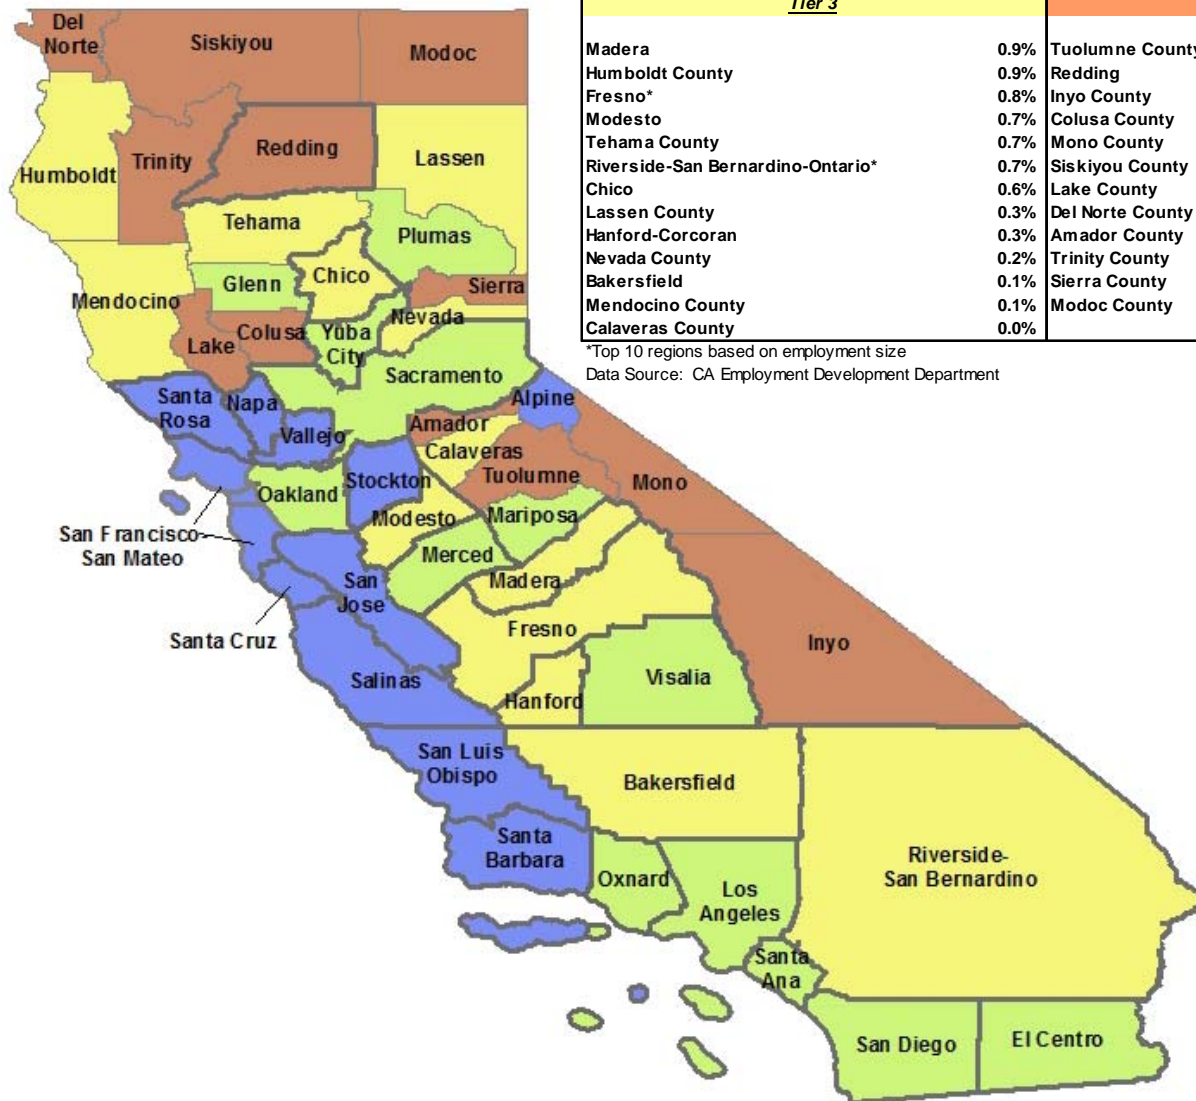 Tier 3
Madera 0.9% Tuolumne County
Humboldt County 0.9% Redding
Fresno* 0.8% Inyo County
Modesto 0.7% Colusa County
Tehama County 0.7% Mono County
Riverside-San Bernardino-Ontario* 0.7% Siskiyou County
Chico 0.6% Lake County
Lassen County 0.3% Del Norte County
Hanford-Corcoran 0.3% Amador County
Nevada County 0.2% Trinity County
Bakersfield 0.1% Sierra County
Mendocino County 0.1% Modoc County
Calaveras County 0.0%
*Top 10 regions based on employment size
Data Source: CA Employment Development Department
Del
Norte
Siskiyou
Modoc
Humboldt
Trinity
Redding
Lassen
Tehama
Plumas
Glenn
Chico
Mendocino
Sierra
Lake
Colusa
Yuba
City
Nevada
Sacramento
Santa
Rosa
Napa
Vallejo
Alpine
Amador
Calaveras
Tuolumne
Mono
Oakland
Stockton
Modesto
Mariposa
San Francisco
San Mateo
Merced
Madera
San
Jose
Santa Cruz
Fresno
Inyo
Salinas
Hanford
Visalia
San Luis
Obispo
Bakersfield
Santa
Barbara
Oxnard
Los
Angeles
Riverside-
San Bernardino
Santa
Ana
San Diego
El Centro